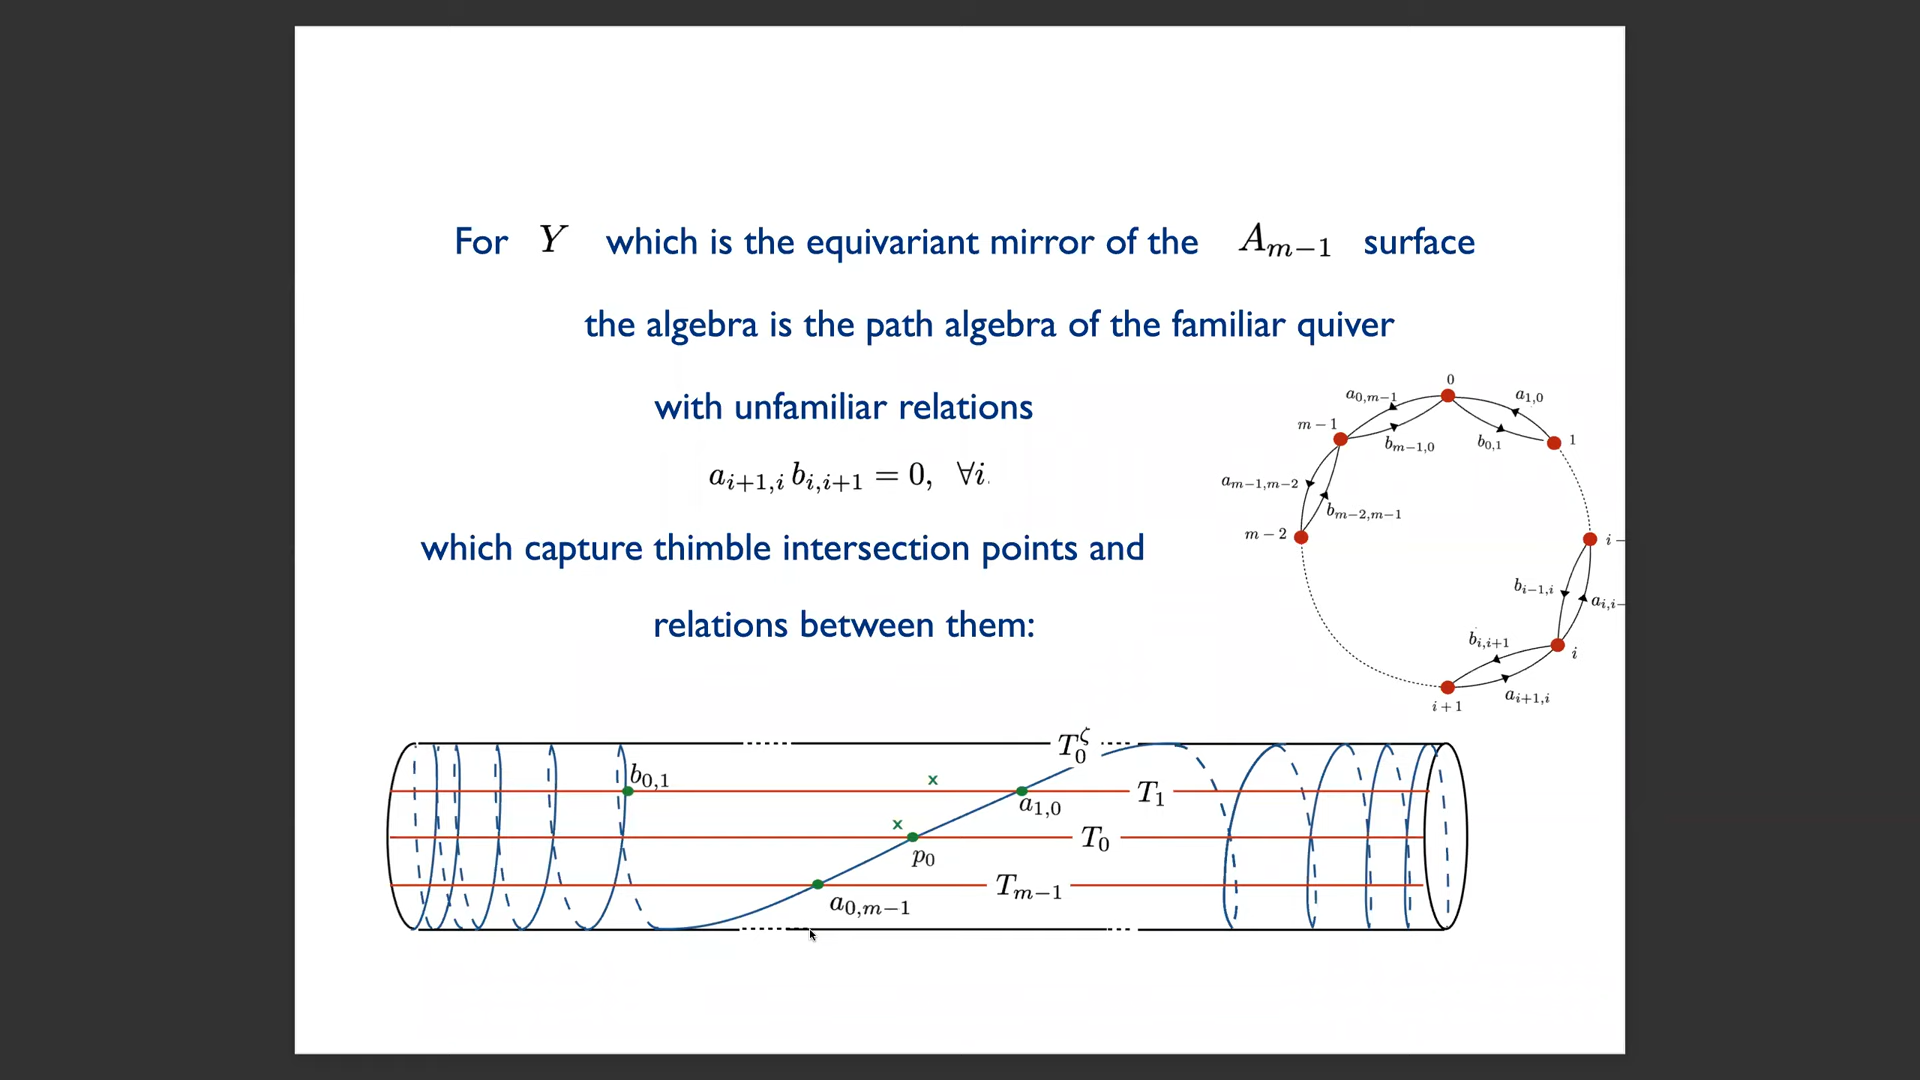 For Y which is the equivariant mirror of the A_{m−1} surface
the algebra is the path algebra of the familiar quiver
with unfamiliar relations
a_{i+1,i} b_{i,i+1} = 0, ∀i
which capture thimble intersection points and
relations between them:
0
a_{0,m−1}
a_{1,0}
m − 1
b_{m−1,0}
b_{0,1}
1
a_{m−1,m−2}
b_{m−2,m−1}
m − 2
i −
b_{i−1,i}
a_{i,i−
b_{i,i+1}
i
a_{i+1,i}
i + 1
T_0^ζ
b_{0,1}
x
T_1
a_{1,0}
x
T_0
p_0
T_{m−1}
a_{0,m−1}